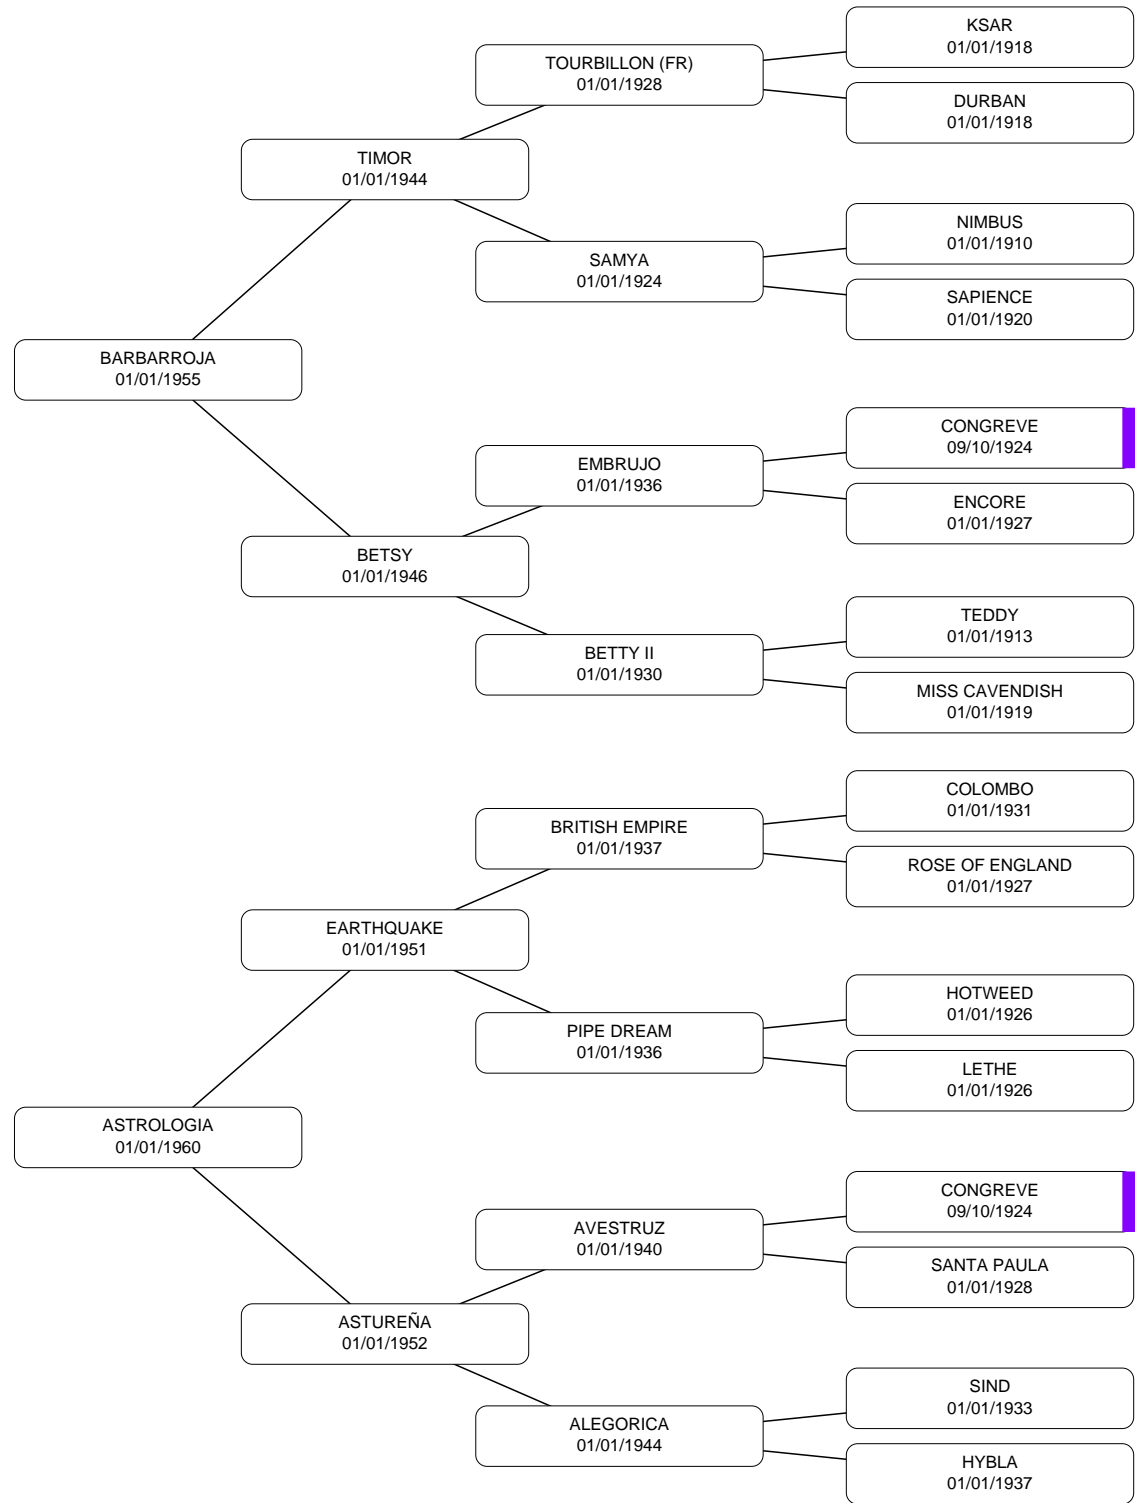 KSAR
01/01/1918
TOURBILLON (FR)
01/01/1928
DURBAN
01/01/1918
TIMOR
01/01/1944
NIMBUS
01/01/1910
SAMYA
01/01/1924
SAPIENCE
01/01/1920
BARBARROJA
01/01/1955
CONGREVE
09/10/1924
EMBRUJO
01/01/1936
ENCORE
01/01/1927
BETSY
01/01/1946
TEDDY
01/01/1913
BETTY II
01/01/1930
MISS CAVENDISH
01/01/1919
COLOMBO
01/01/1931
BRITISH EMPIRE
01/01/1937
ROSE OF ENGLAND
01/01/1927
EARTHQUAKE
01/01/1951
HOTWEED
01/01/1926
PIPE DREAM
01/01/1936
LETHE
01/01/1926
ASTROLOGIA
01/01/1960
CONGREVE
09/10/1924
AVESTRUZ
01/01/1940
SANTA PAULA
01/01/1928
ASTUREÑA
01/01/1952
SIND
01/01/1933
ALEGORICA
01/01/1944
HYBLA
01/01/1937